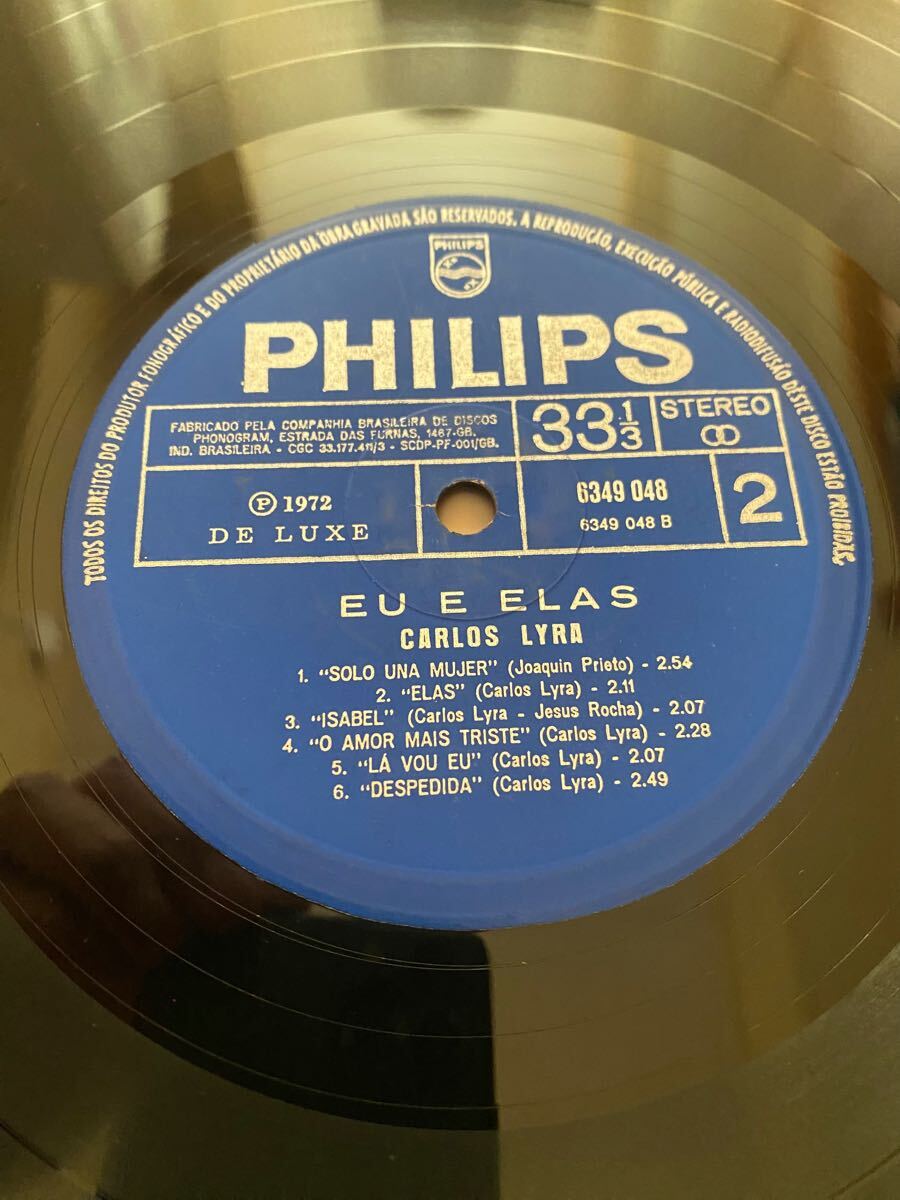 TODOS OS DIREITOS DO PRODUTOR FONOGRÁFICO E DO PROPRIETÁRIO DA OBRA GRAVADA SÃO RESERVADOS. A REPRODUÇÃO, EXECUÇÃO PÚBLICA E RADIODIFUSÃO DÊSTE DISCO ESTÃO PROIBIDAS
PHILIPS
PHILIPS
FABRICADO PELA COMPANHIA BRASILEIRA DE DISCOS
PHONOGRAM, ESTRADA DAS FURNAS, 1467-GB.
IND. BRASILEIRA - CGC 33.177.411/3 - SCDP-PF-001/GB.
33 1/3
STEREO
Ⓟ 1972
DE LUXE
6349 048
6349 048 B
2
EU E ELAS
CARLOS LYRA
1. "SOLO UNA MUJER" (Joaquin Prieto) - 2.54
2. "ELAS" (Carlos Lyra) - 2.11
3. "ISABEL" (Carlos Lyra - Jesus Rocha) - 2.07
4. "O AMOR MAIS TRISTE" (Carlos Lyra) - 2.28
5. "LÁ VOU EU" (Carlos Lyra) - 2.07
6. "DESPEDIDA" (Carlos Lyra) - 2.49